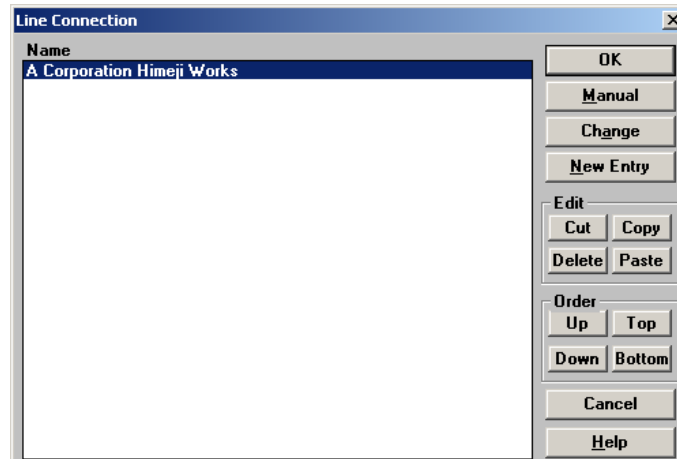 Line Connection
Name
A Corporation Himeji Works
OK
Manual
Change
New Entry
Edit
Cut Copy
Delete Paste
Order
Up Top
Down Bottom
Cancel
Help